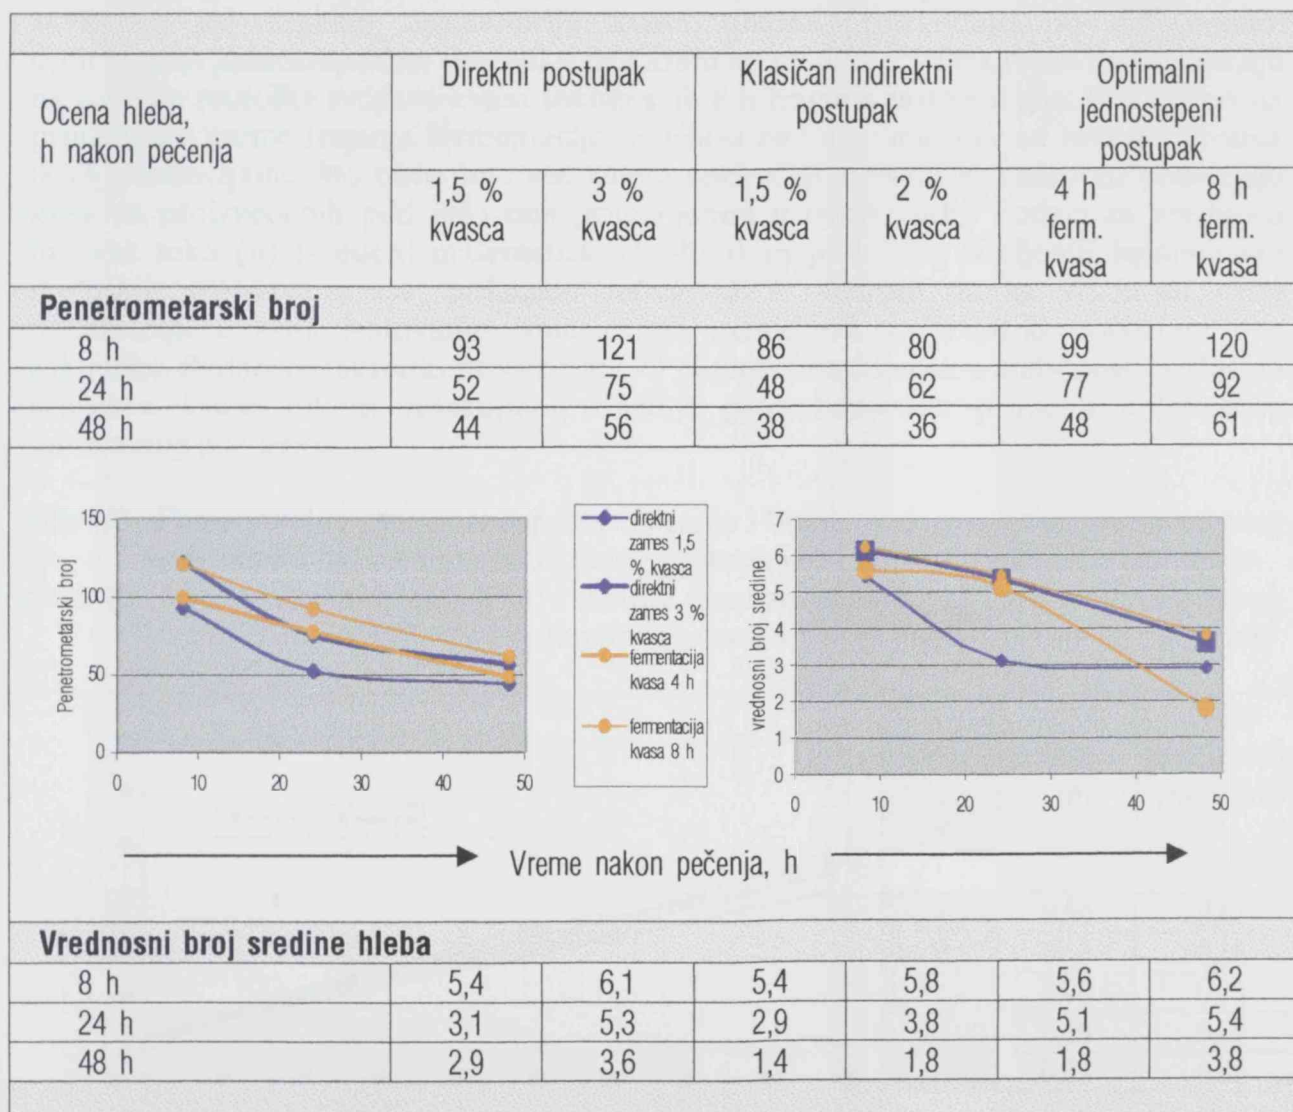 Ocena hleba,
h nakon pečenja
Direktni postupak
Klasičan indirektni
postupak
Optimalni
jednostepeni
postupak
1,5 %
kvasca
3 %
kvasca
1,5 %
kvasca
2 %
kvasca
4 h
ferm.
kvasa
8 h
ferm.
kvasa
Penetrometarski broj
8 h 93 121 86 80 99 120
24 h 52 75 48 62 77 92
48 h 44 56 38 36 48 61
Penetrometarski broj
150
100
50
0
0 10 20 30 40 50
direktni
zames 1,5
% kvasca
direktni
zames 3 %
kvasca
fermentacija
kvasa 4 h
fermentacija
kvasa 8 h
vrednosni broj sredine
7
6
5
4
3
2
1
0
0 10 20 30 40 50
Vreme nakon pečenja, h
Vrednosni broj sredine hleba
8 h 5,4 6,1 5,4 5,8 5,6 6,2
24 h 3,1 5,3 2,9 3,8 5,1 5,4
48 h 2,9 3,6 1,4 1,8 1,8 3,8